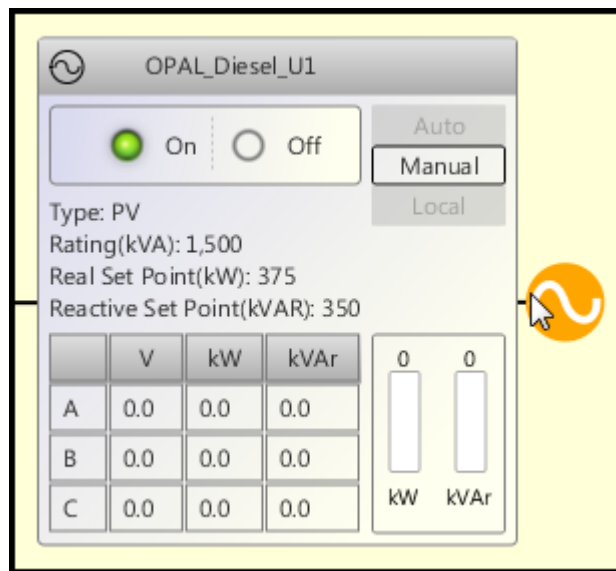 OPAL_Diesel_U1
On Off
Auto
Manual
Local
Type: PV
Rating(kVA): 1,500
Real Set Point(kW): 375
Reactive Set Point(kVAR): 350
V kW kVAr
A 0.0 0.0 0.0
B 0.0 0.0 0.0
C 0.0 0.0 0.0
0 0
kW kVAr